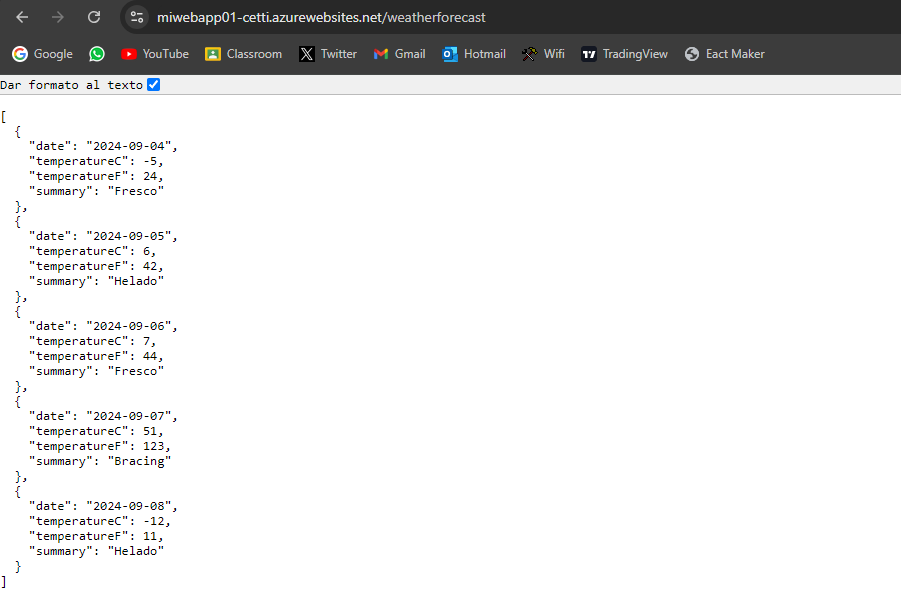 miwebapp01-cetti.azurewebsites.net/weatherforecast
Google YouTube Classroom Twitter Gmail Hotmail Wifi TradingView Eact Maker
Dar formato al texto
[
  {
    "date": "2024-09-04",
    "temperatureC": -5,
    "temperatureF": 24,
    "summary": "Fresco"
  },
  {
    "date": "2024-09-05",
    "temperatureC": 6,
    "temperatureF": 42,
    "summary": "Helado"
  },
  {
    "date": "2024-09-06",
    "temperatureC": 7,
    "temperatureF": 44,
    "summary": "Fresco"
  },
  {
    "date": "2024-09-07",
    "temperatureC": 51,
    "temperatureF": 123,
    "summary": "Bracing"
  },
  {
    "date": "2024-09-08",
    "temperatureC": -12,
    "temperatureF": 11,
    "summary": "Helado"
  }
]